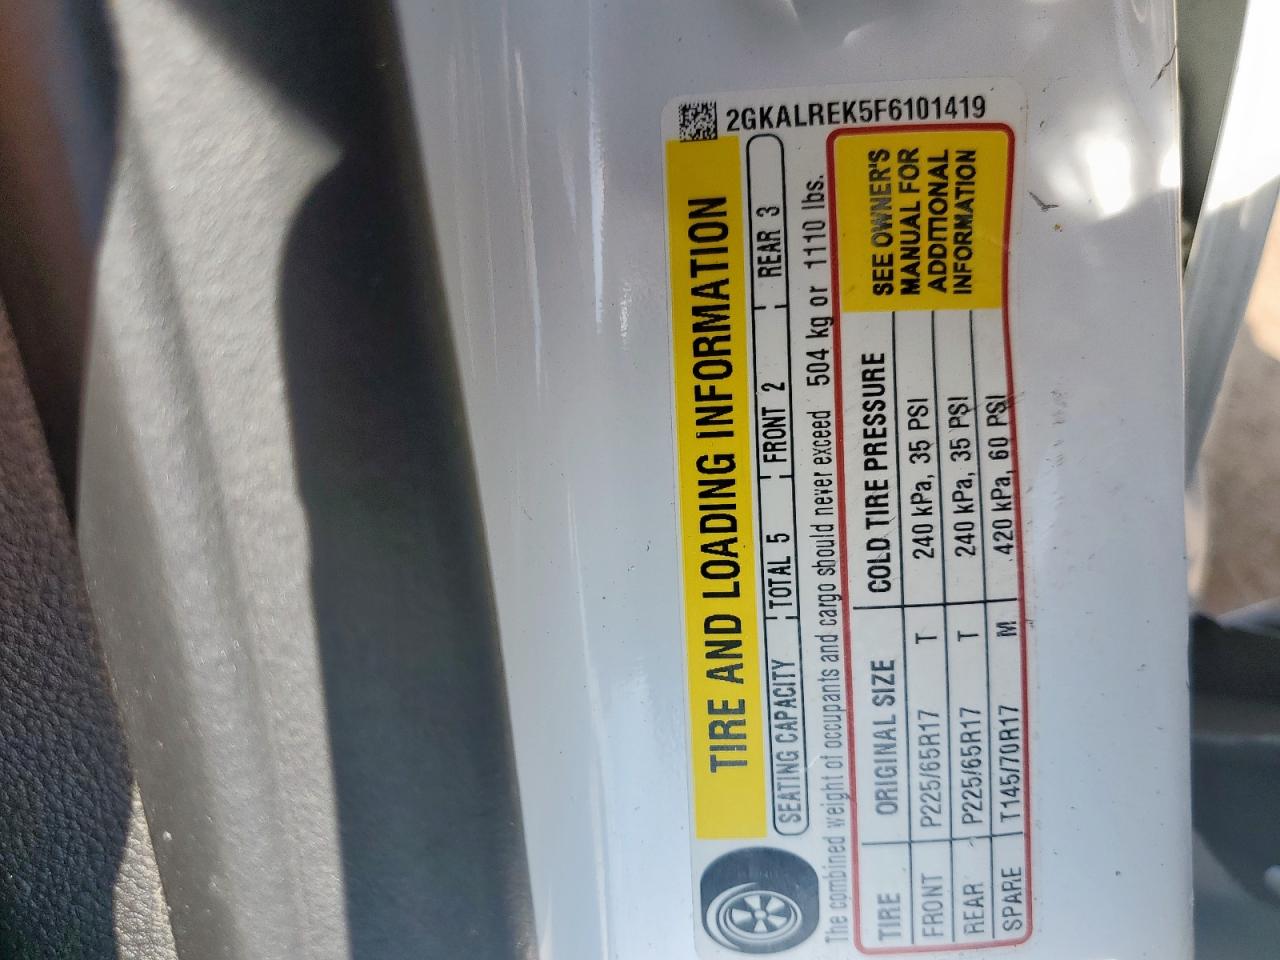 2GKALREK5F6101419
TIRE AND LOADING INFORMATION
SEATING CAPACITY TOTAL 5 FRONT 2 REAR 3
The combined weight of occupants and cargo should never exceed 504 kg or 1110 lbs.
TIRE ORIGINAL SIZE COLD TIRE PRESSURE
FRONT P225/65R17 T 240 kPa, 35 PSI
REAR P225/65R17 T 240 kPa, 35 PSI
SPARE T145/70R17 M 420 kPa, 60 PSI
SEE OWNER'S
MANUAL FOR
ADDITIONAL
INFORMATION